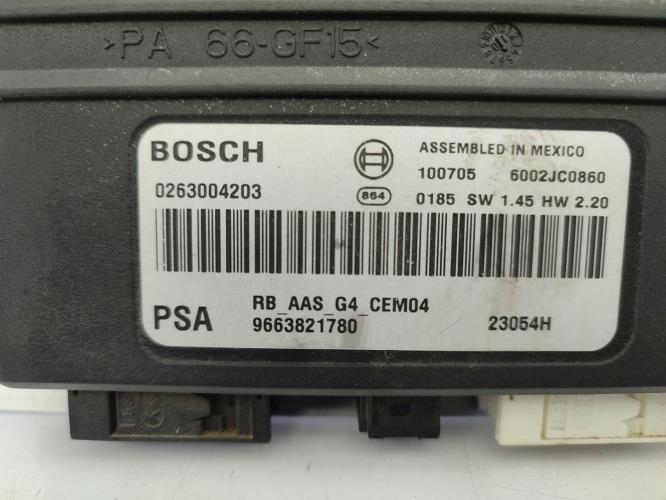 >PA 66-GF15<
BOSCH
ASSEMBLED IN MEXICO
100705 6002JC0860
0263004203
864
0185 SW 1.45 HW 2.20
RB_AAS_G4_CEM04
PSA
9663821780
23054H